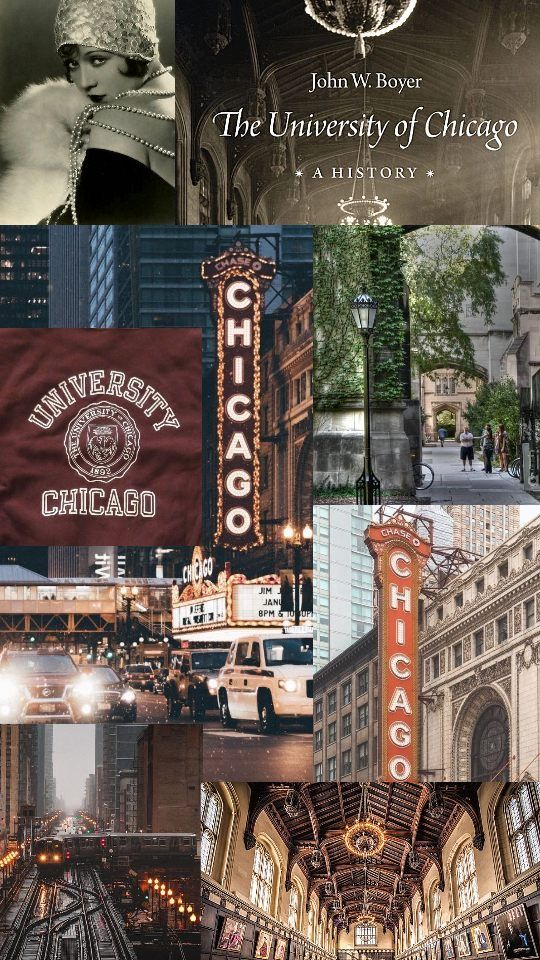 John W. Boyer
The University of Chicago
* A HISTORY *
CHASE
CHICAGO
UNIVERSITY
THE UNIVERSITY OF CHICAGO
1892
CHICAGO
CHICAGO
JIM J
JANU
8PM &
CHASE
CHICAGO